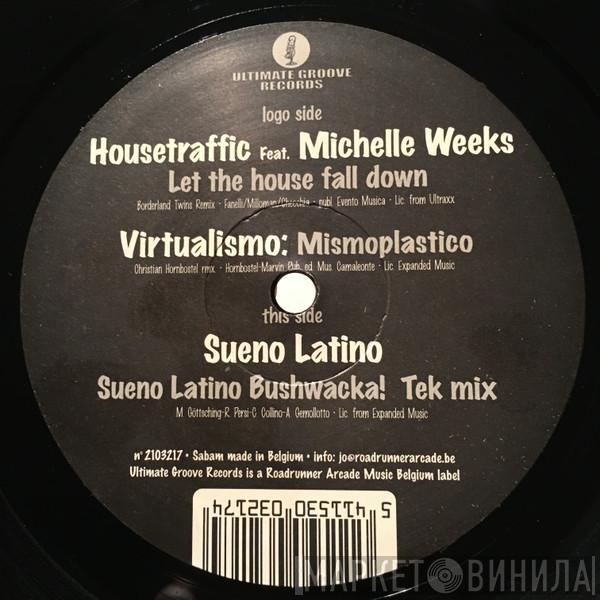 ULTIMATE GROOVE
RECORDS
logo side
Housetraffic Feat. Michelle Weeks
Let the house fall down
Borderland Twins Remix - Fanelli/Milloman/Checchia - publ Evento Musica - Lic from Ultraxx
Virtualismo: Mismoplastico
Christian Hornbostel rmx - Hornbostel-Marvin Pub. ed. Mus. Camaleonte - Lic Expanded Music
this side
Sueno Latino
Sueno Latino Bushwacka! Tek mix
M Göttsching-R Persi-C Collino-A Gemollotto - Lic from Expanded Music
n° 2103217 • Sabam made in Belgium • info: jo@roadrunnerarcade.be
Ultimate Groove Records is a Roadrunner Arcade Music Belgium label
5 411530 032174
МАРКЕТ ВИНИЛА